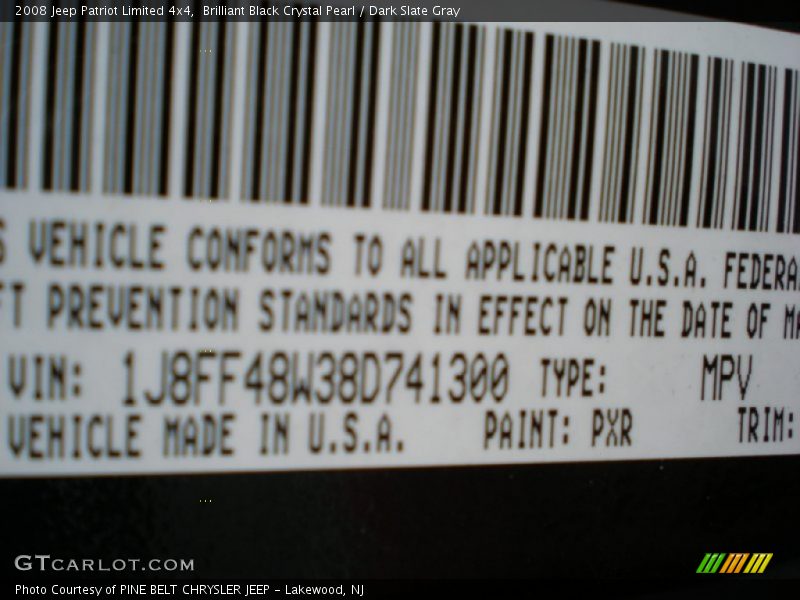 2008 Jeep Patriot Limited 4x4, Brilliant Black Crystal Pearl / Dark Slate Gray
VEHICLE CONFORMS TO ALL APPLICABLE U.S.A. FEDERA
FT PREVENTION STANDARDS IN EFFECT ON THE DATE OF MA
VIN: 1J8FF48W38D741300 TYPE: MPV
VEHICLE MADE IN U.S.A. PAINT: PXR TRIM:
GTCARLOT.COM
Photo Courtesy of PINE BELT CHRYSLER JEEP - Lakewood, NJ